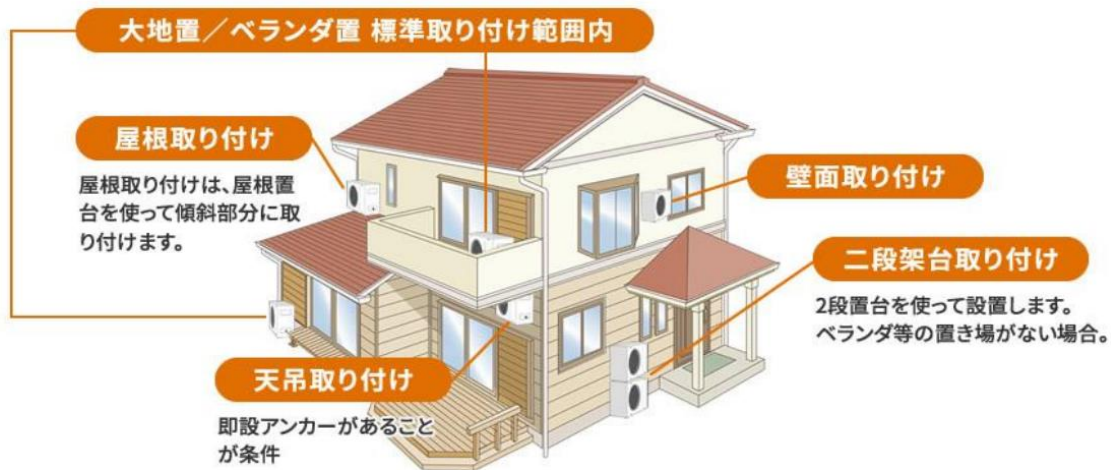 大地置／ベランダ置 標準取り付け範囲内
屋根取り付け
屋根取り付けは、屋根置
台を使って傾斜部分に取
り付けます。
壁面取り付け
二段架台取り付け
2段置台を使って設置します。
ベランダ等の置き場がない場合。
天吊取り付け
即設アンカーがあること
が条件